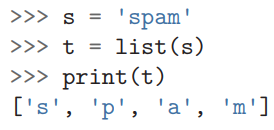 >>> s = 'spam'
>>> t = list(s)
>>> print(t)
['s', 'p', 'a', 'm']